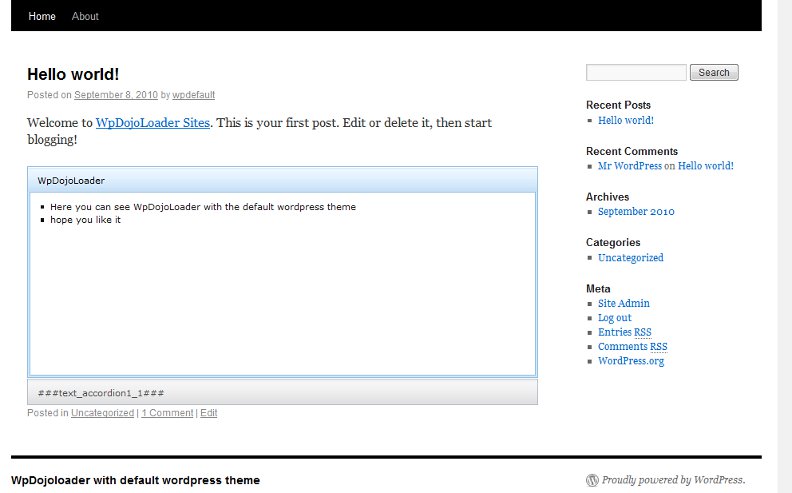 Home About
Hello world!
Posted on September 8, 2010 by wpdefault
Welcome to WpDojoLoader Sites. This is your first post. Edit or delete it, then start
blogging!
WpDojoLoader
Here you can see WpDojoLoader with the default wordpress theme
hope you like it
###text_accordion1_1###
Posted in Uncategorized | 1 Comment | Edit
Search
Recent Posts
Hello world!
Recent Comments
Mr WordPress on Hello world!
Archives
September 2010
Categories
Uncategorized
Meta
Site Admin
Log out
Entries RSS
Comments RSS
WordPress.org
WpDojoloader with default wordpress theme
Proudly powered by WordPress.